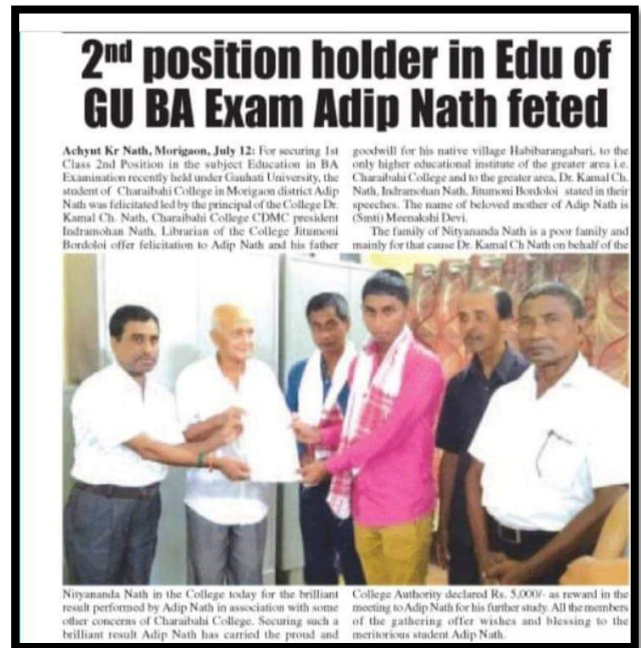 2nd position holder in Edu of
GU BA Exam Adip Nath feted
Achyut Kr Nath, Morigaon, July 12: For securing 1st
Class 2nd Position in the subject Education in BA
Examination recently held under Gauhati University, the
student of Charaibahi College in Morigaon district Adip
Nath was felicitated led by the principal of the College Dr.
Kamal Ch. Nath, Charaibahi College CDMC president
Indramohan Nath, Librarian of the College Jitumoni
Bordoloi offer felicitation to Adip Nath and his father
Nityananda Nath in the College today for the brilliant
result performed by Adip Nath in association with some
other concerns of Charaibahi College. Securing such a
brilliant result Adip Nath has carried the proud and
goodwill for his native village Habibarangabari, to the
only higher educational institute of the greater area i.e.
Charaibahi College and to the greater area, Dr. Kamal Ch.
Nath, Indramohan Nath, Jitumoni Bordoloi stated in their
speeches. The name of beloved mother of Adip Nath is
(Smti) Meenakshi Devi.
The family of Nityananda Nath is a poor family and
mainly for that cause Dr. Kamal Ch Nath on behalf of the
College Authority declared Rs. 5,000/- as reward in the
meeting to Adip Nath for his further study. All the members
of the gathering offer wishes and blessing to the
meritorious student Adip Nath.